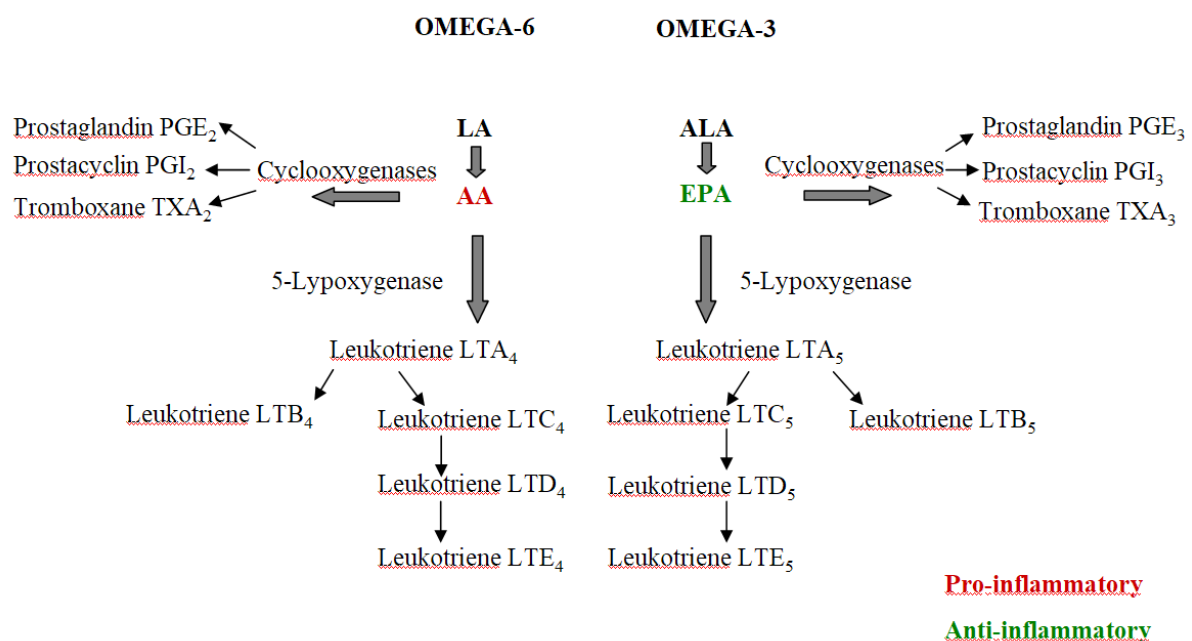 OMEGA-6 OMEGA-3
Prostaglandin PGE₂
Prostacyclin PGI₂
Tromboxane TXA₂
Cyclooxygenases
LA
AA
ALA
EPA
Cyclooxygenases
Prostaglandin PGE₃
Prostacyclin PGI₃
Tromboxane TXA₃
5-Lypoxygenase
5-Lypoxygenase
Leukotriene LTA₄
Leukotriene LTA₅
Leukotriene LTB₄
Leukotriene LTC₄
Leukotriene LTC₅
Leukotriene LTB₅
Leukotriene LTD₄
Leukotriene LTD₅
Leukotriene LTE₄
Leukotriene LTE₅
Pro-inflammatory
Anti-inflammatory